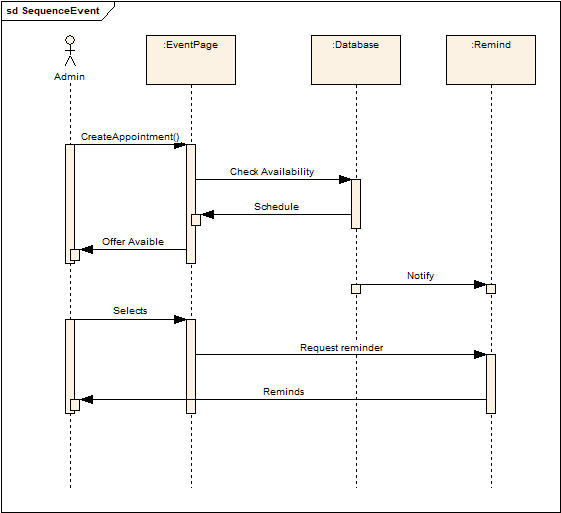 sd SequenceEvent
Admin
:EventPage
:Database
:Remind
CreateAppointment()
Check Availability
Schedule
Offer Avaible
Notify
Selects
Request reminder
Reminds